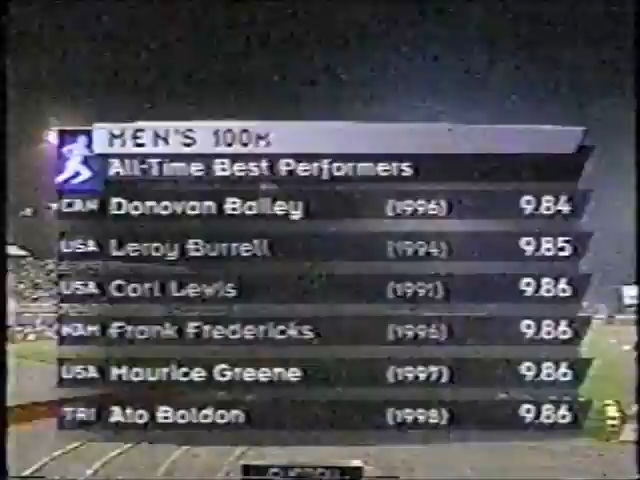 MEN'S 100M
All-Time Best Performers
CAN Donovan Bailey (1996) 9.84
USA Leroy Burrell (1994) 9.85
USA Carl Lewis (1991) 9.86
NAM Frank Fredericks (1996) 9.86
USA Maurice Greene (1997) 9.86
TRI Ato Boldon (1998) 9.86